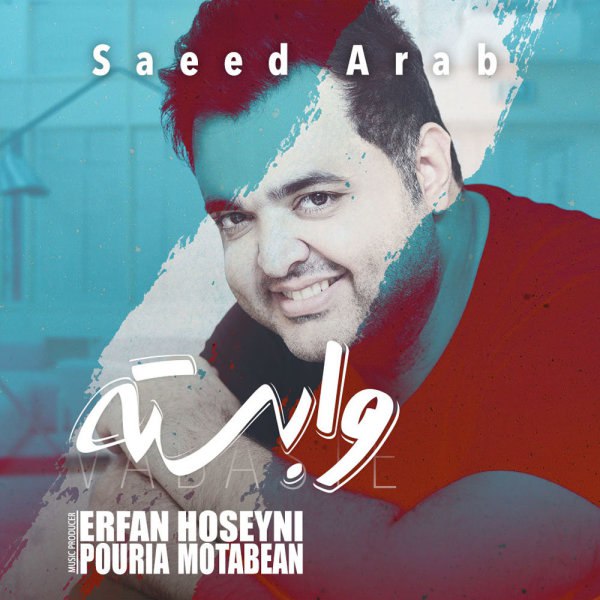 Saeed Arab
وابسته
VABASTE
MUSIC PRODUCER
ERFAN HOSEYNI
POURIA MOTABEAN